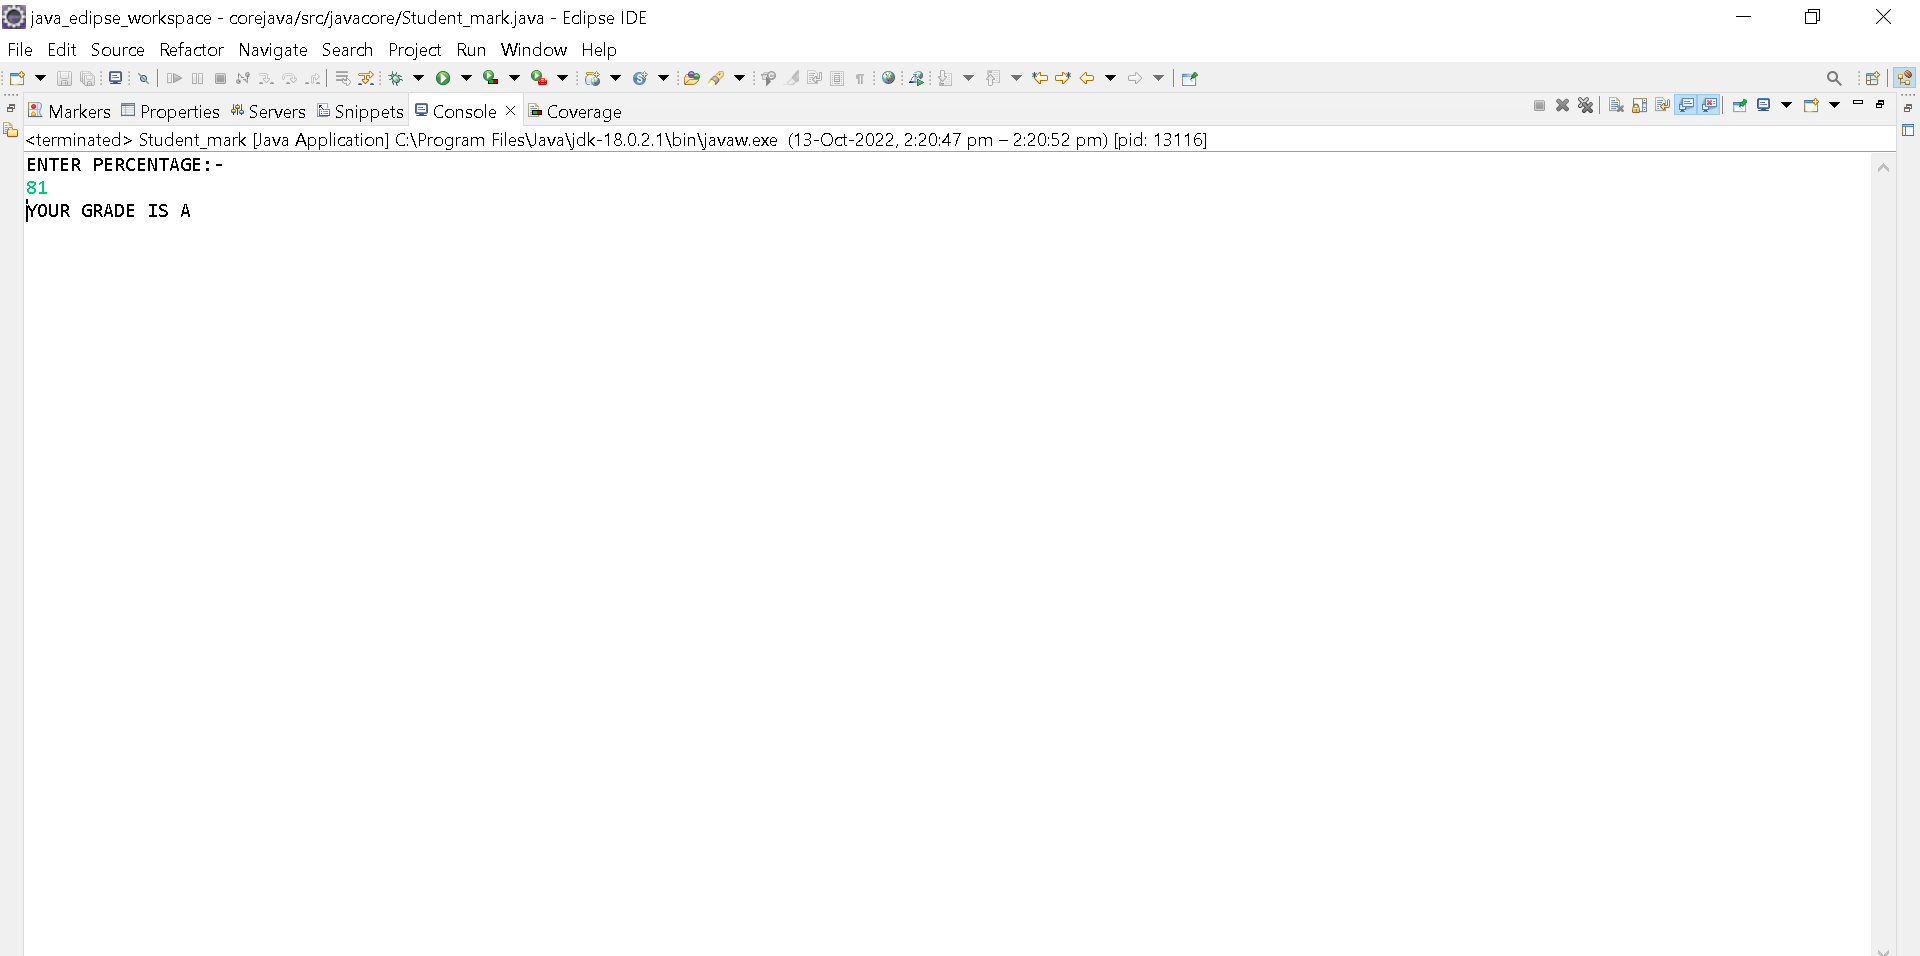 java_eclipse_workspace - corejava/src/javacore/Student_mark.java - Eclipse IDE
File Edit Source Refactor Navigate Search Project Run Window Help
Markers Properties Servers Snippets Console Coverage
<terminated> Student_mark [Java Application] C:\Program Files\Java\jdk-18.0.2.1\bin\javaw.exe (13-Oct-2022, 2:20:47 pm – 2:20:52 pm) [pid: 13116]
ENTER PERCENTAGE:-
81
YOUR GRADE IS A